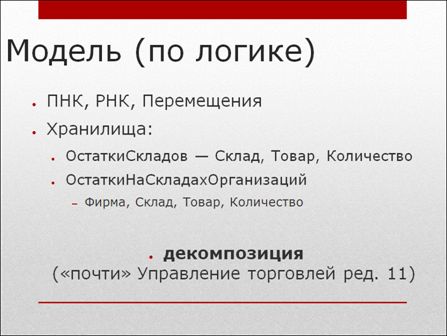 Модель (по логике)
ПНК, РНК, Перемещения
Хранилища:
ОстаткиСкладов — Склад, Товар, Количество
ОстаткиНаСкладахОрганизаций
– Фирма, Склад, Товар, Количество
декомпозиция
(«почти» Управление торговлей ред. 11)